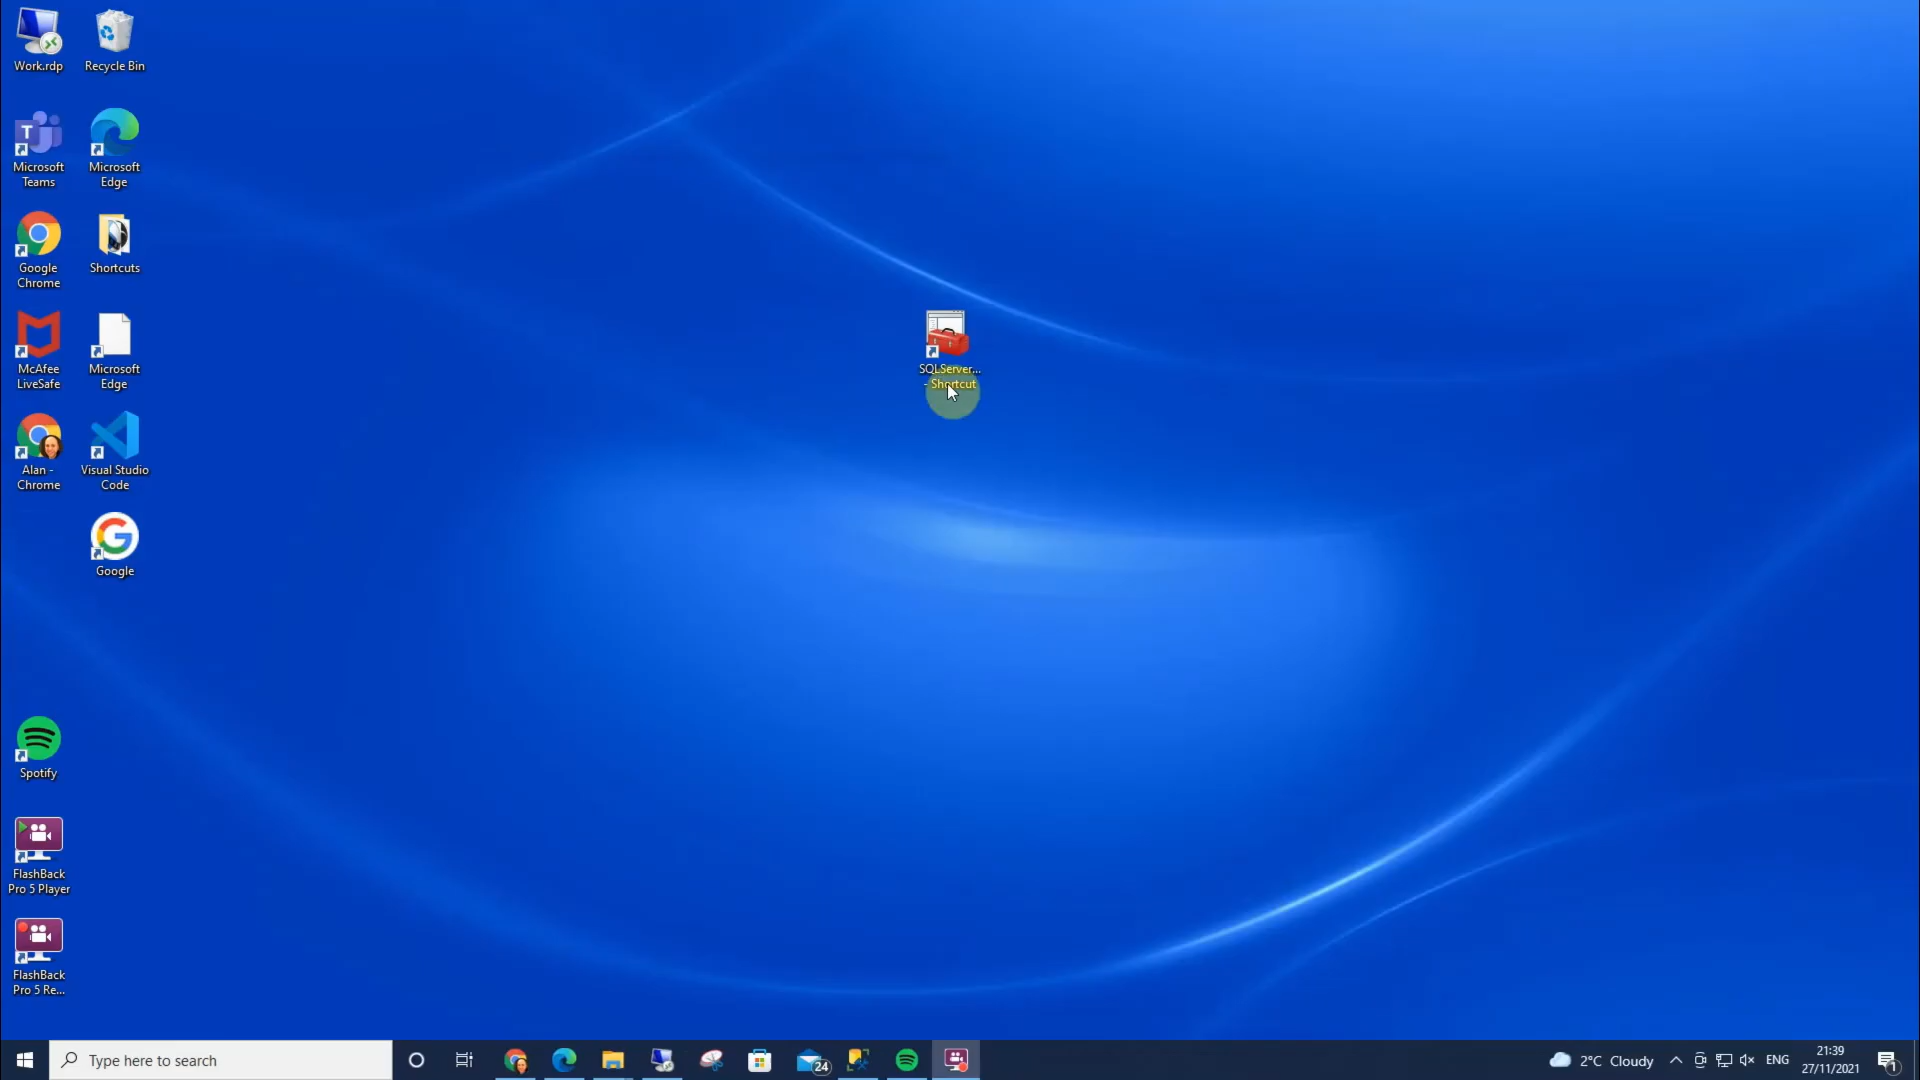 Work.rdp
Recycle Bin
Microsoft
Teams
Microsoft
Edge
Google
Chrome
Shortcuts
McAfee
LiveSafe
Microsoft
Edge
Alan -
Chrome
Visual Studio
Code
Google
Spotify
FlashBack
Pro 5 Player
FlashBack
Pro 5 Re...
SQLServer...
- Shortcut
Type here to search
24
2°C Cloudy
ENG
21:39
27/11/2021
1